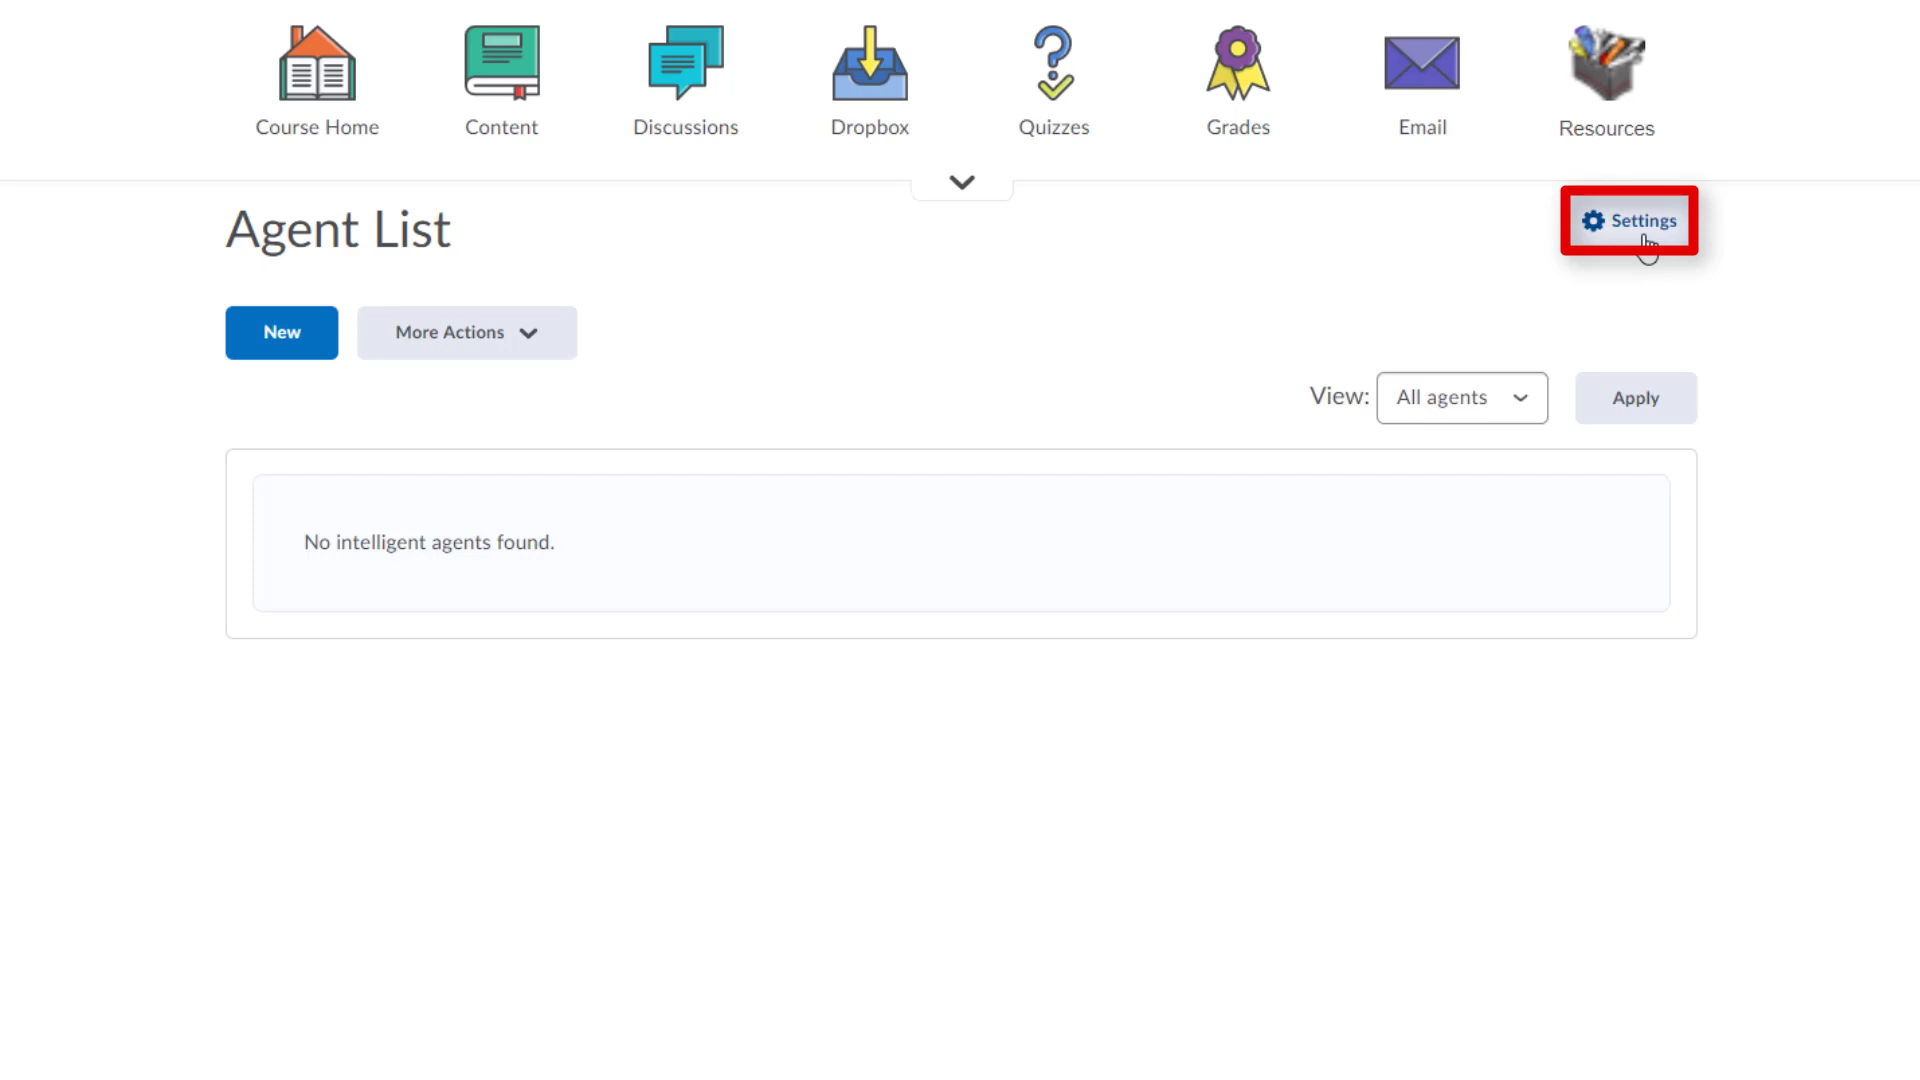 Course Home
Content
Discussions
Dropbox
Quizzes
Grades
Email
Resources
Agent List
Settings
New
More Actions
View: All agents
Apply
No intelligent agents found.